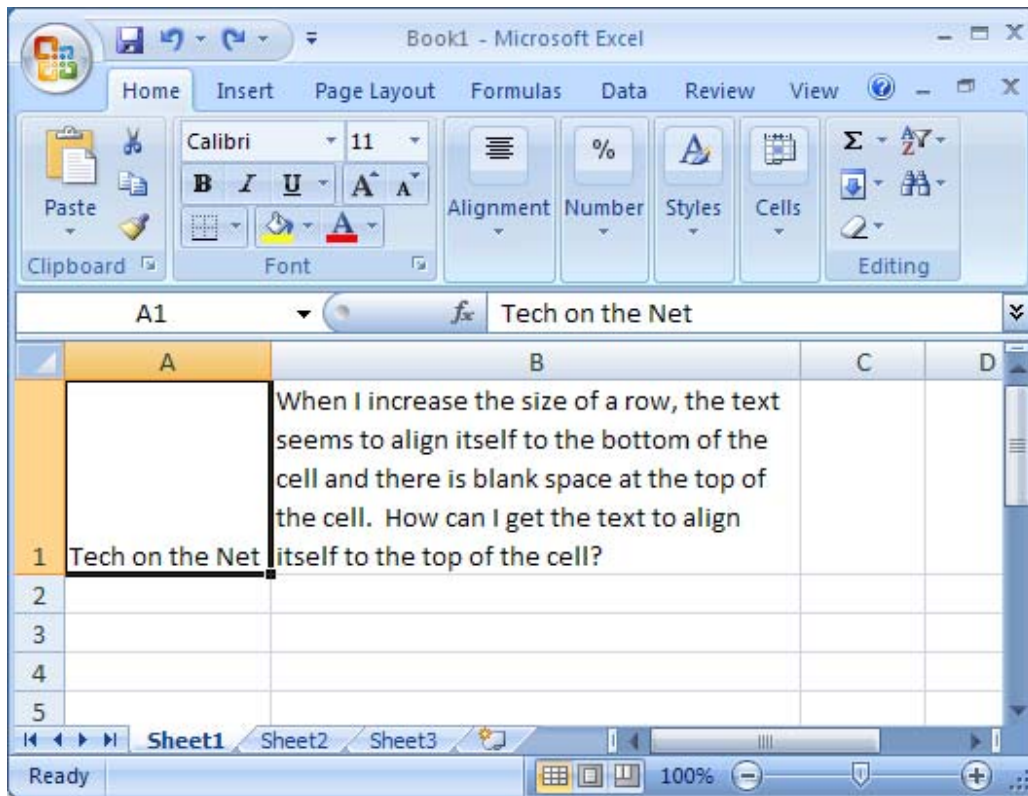 Book1 - Microsoft Excel
Home Insert Page Layout Formulas Data Review View
Calibri 11 % A Σ A Z
B I U A A
Paste Alignment Number Styles Cells
A
Clipboard Font Editing
A1 fx Tech on the Net
A B C D
When I increase the size of a row, the text
seems to align itself to the bottom of the
cell and there is blank space at the top of
the cell.  How can I get the text to align
1 Tech on the Net itself to the top of the cell?
2
3
4
5
Sheet1 Sheet2 Sheet3
Ready 100%